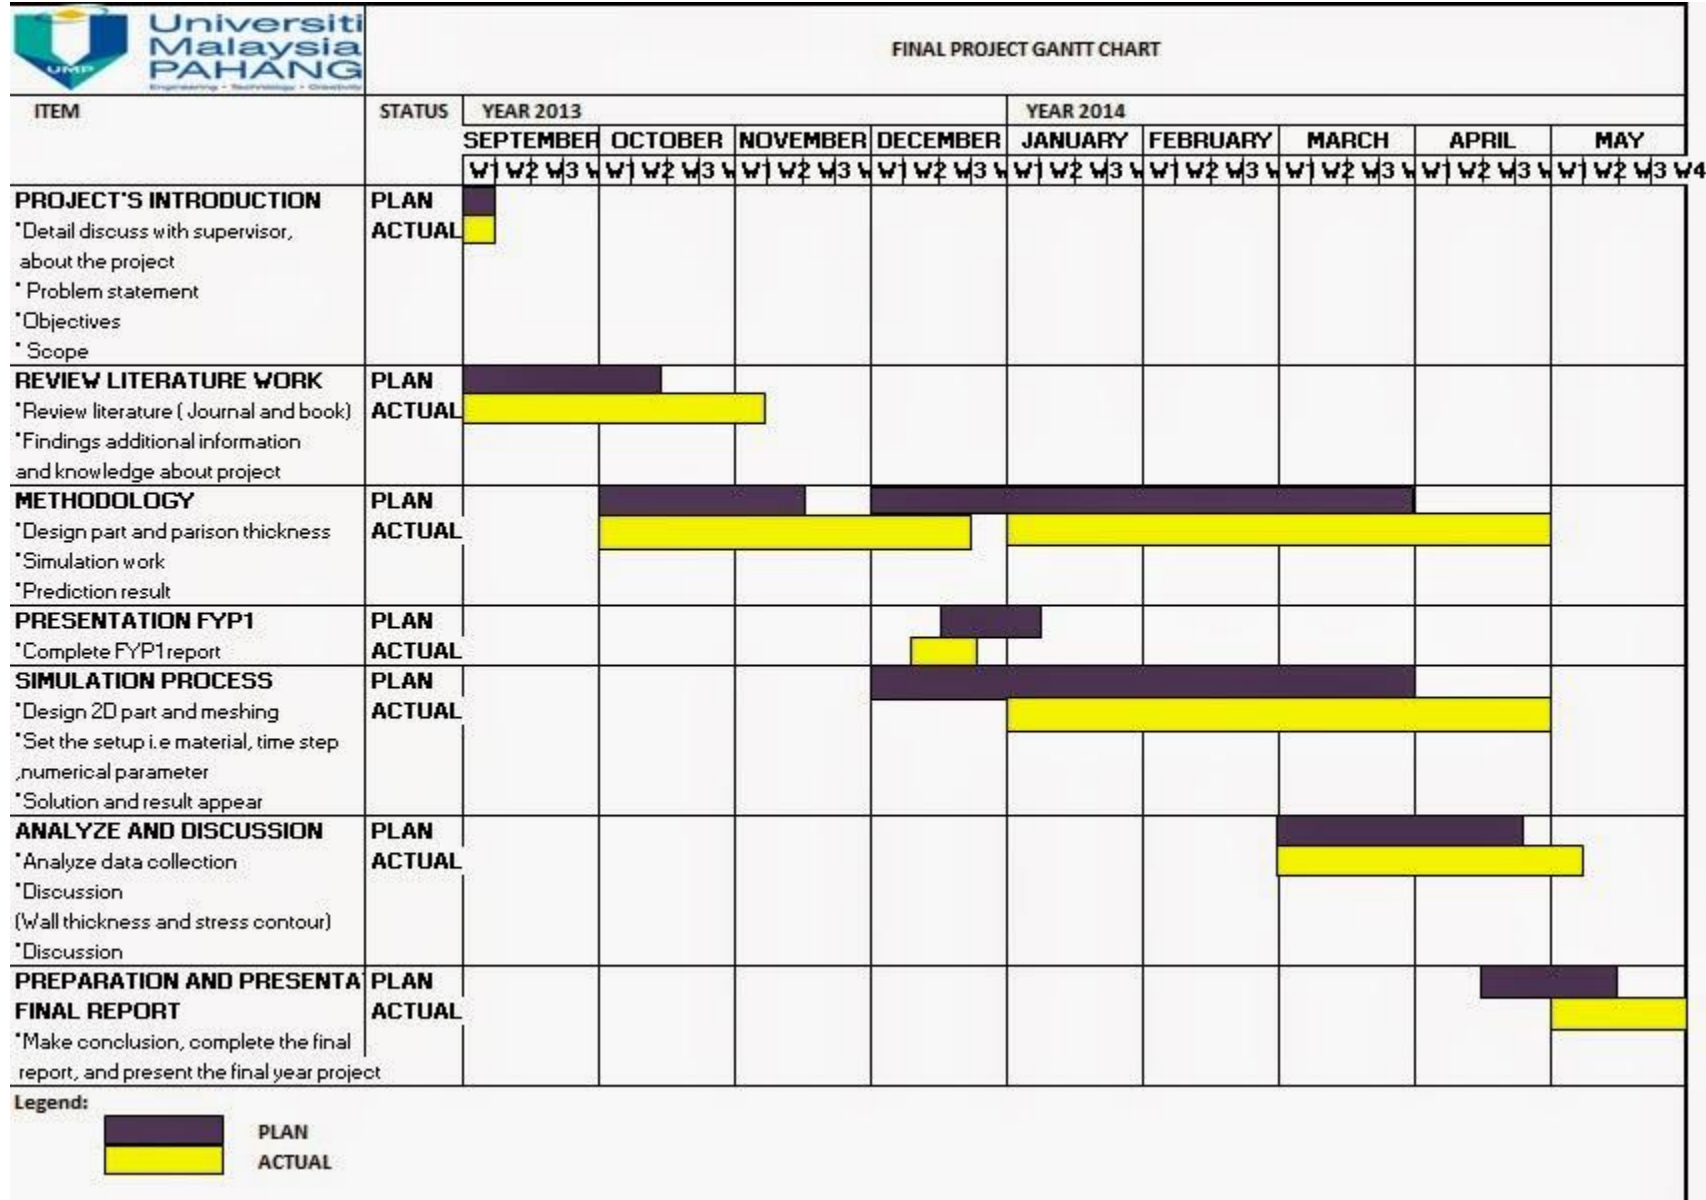 Universiti
Malaysia
PAHANG
Engineering • Technology • Creativity
UMP
FINAL PROJECT GANTT CHART
ITEM STATUS YEAR 2013 YEAR 2014
SEPTEMBER OCTOBER NOVEMBER DECEMBER JANUARY FEBRUARY MARCH APRIL MAY
W1 W2 W3 W W1 W2 W3 W W1 W2 W3 W W1 W2 W3 W W1 W2 W3 W W1 W2 W3 W W1 W2 W3 W W1 W2 W3 W W1 W2 W3 W4
PROJECT'S INTRODUCTION PLAN
*Detail discuss with supervisor, ACTUAL
about the project
* Problem statement
*Objectives
* Scope
REVIEW LITERATURE WORK PLAN
*Review literature ( Journal and book) ACTUAL
*Findings additional information
and knowledge about project
METHODOLOGY PLAN
*Design part and parison thickness ACTUAL
*Simulation work
*Prediction result
PRESENTATION FYP1 PLAN
*Complete FYP1 report ACTUAL
SIMULATION PROCESS PLAN
*Design 2D part and meshing ACTUAL
*Set the setup i.e material, time step
,numerical parameter
*Solution and result appear
ANALYZE AND DISCUSSION PLAN
*Analyze data collection ACTUAL
*Discussion
(Wall thickness and stress contour)
*Discussion
PREPARATION AND PRESENTA PLAN
FINAL REPORT ACTUAL
*Make conclusion, complete the final
report, and present the final year project
Legend:
PLAN
ACTUAL